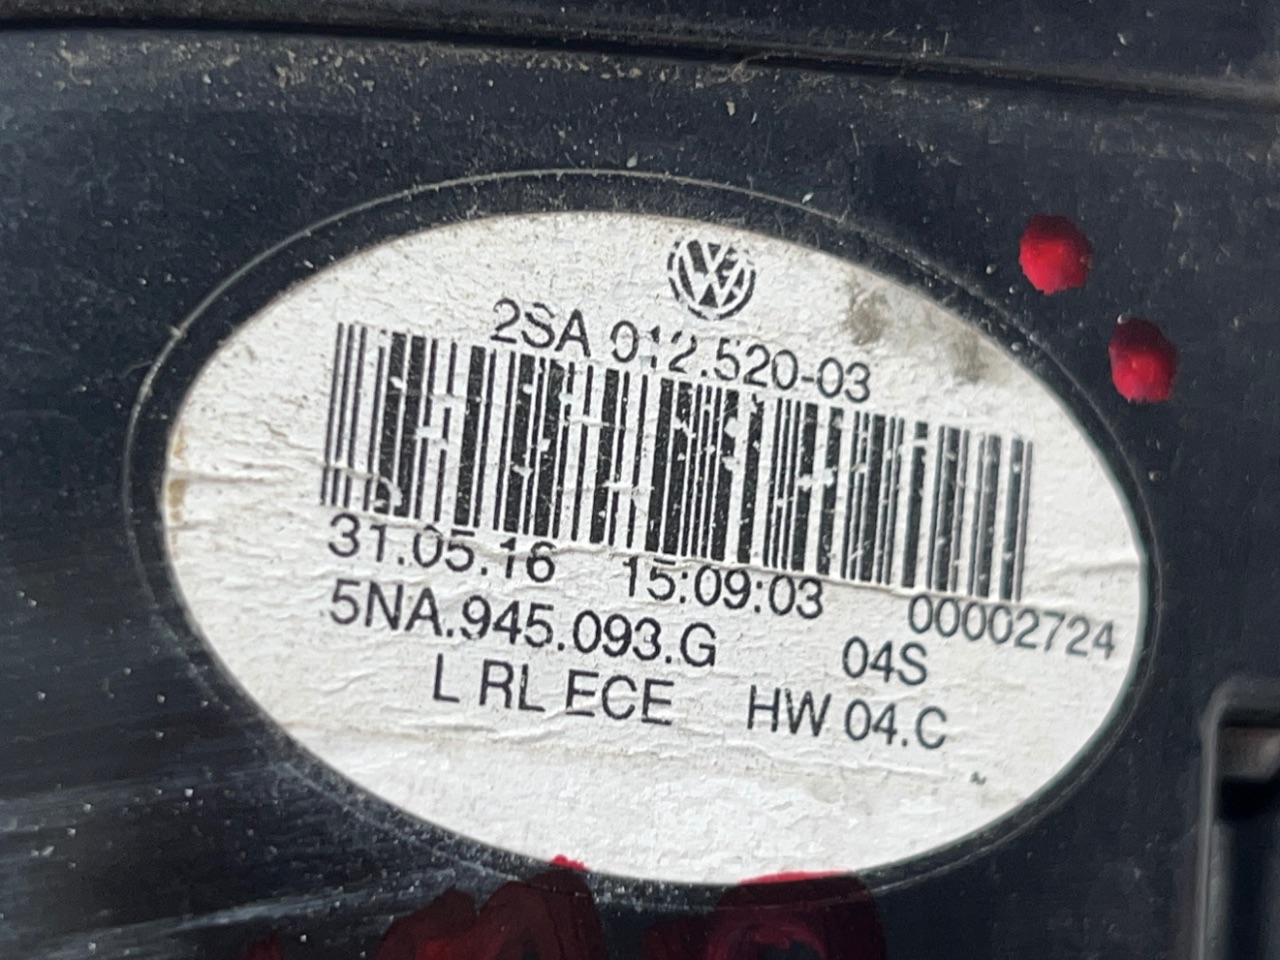 2SA 012.520-03
31.05.16 15:09:03 00002724
5NA.945.093.G 04S
L RL ECE HW 04.C